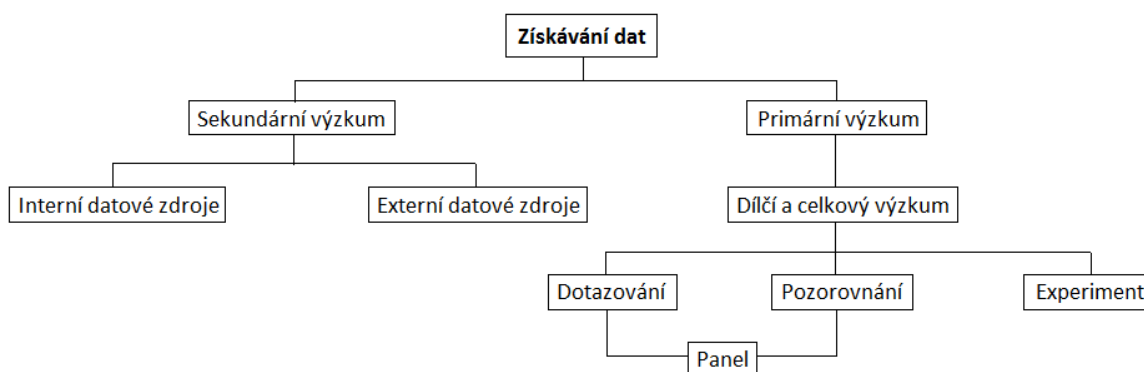 Získávání dat
Sekundární výzkum
Primární výzkum
Interní datové zdroje
Externí datové zdroje
Dílčí a celkový výzkum
Dotazování
Pozorovnání
Experiment
Panel